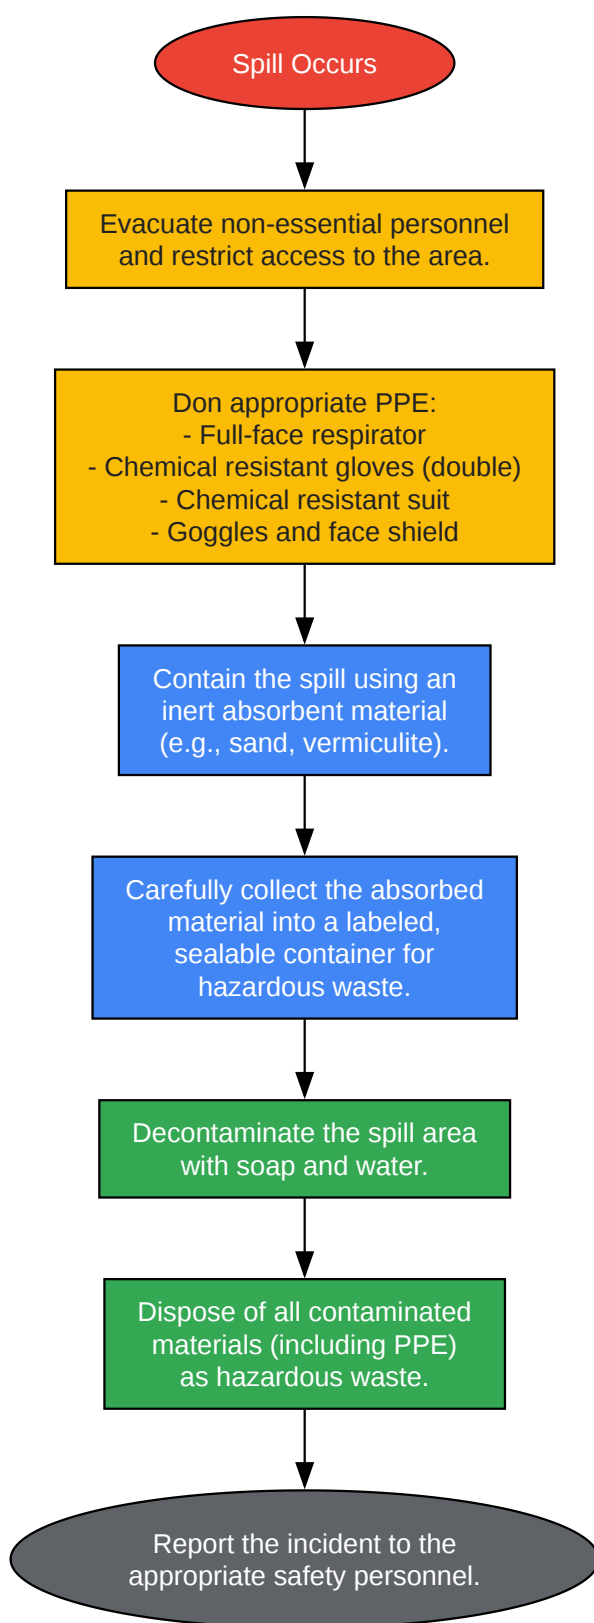 Spill Occurs
Evacuate non-essential personnel
and restrict access to the area.
Don appropriate PPE:
- Full-face respirator
- Chemical resistant gloves (double)
- Chemical resistant suit
- Goggles and face shield
Contain the spill using an
inert absorbent material
(e.g., sand, vermiculite).
Carefully collect the absorbed
material into a labeled,
sealable container for
hazardous waste.
Decontaminate the spill area
with soap and water.
Dispose of all contaminated
materials (including PPE)
as hazardous waste.
Report the incident to the
appropriate safety personnel.